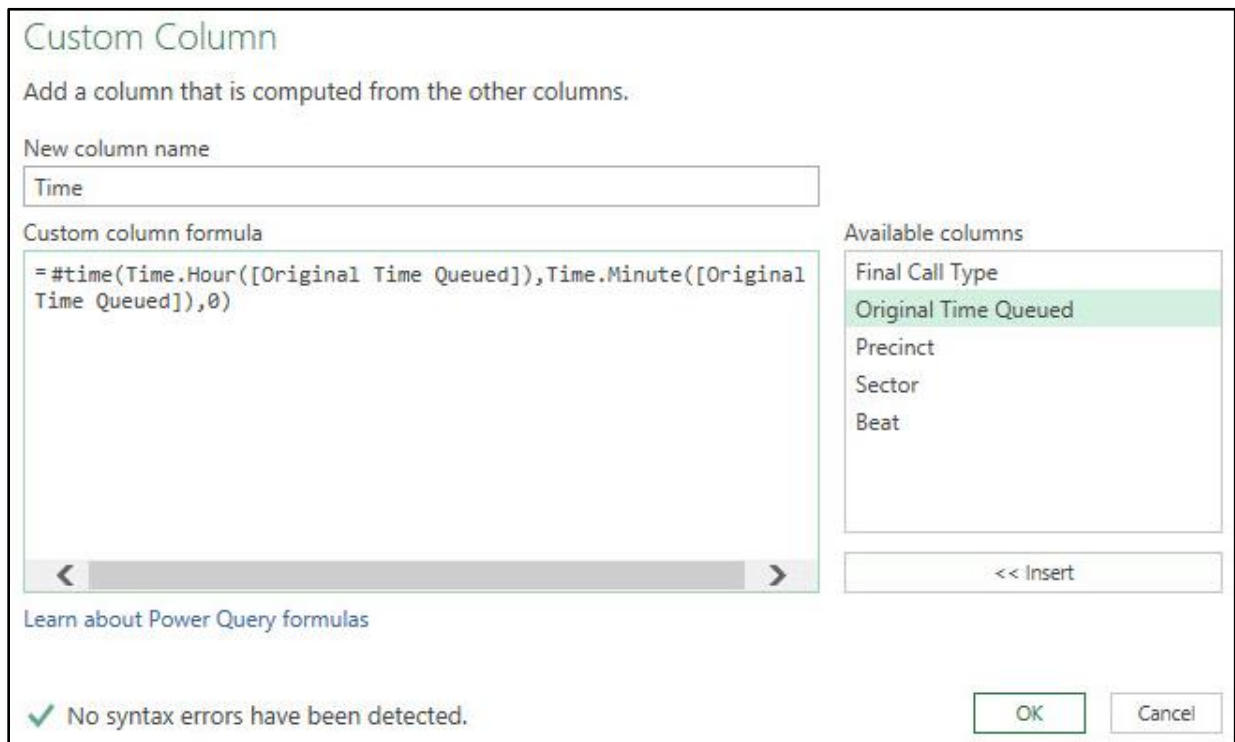 Custom Column
Add a column that is computed from the other columns.
New column name
Time
Custom column formula
=#time(Time.Hour([Original Time Queued]),Time.Minute([Original
Time Queued]),0)
Available columns
Final Call Type
Original Time Queued
Precinct
Sector
Beat
<< Insert
Learn about Power Query formulas
No syntax errors have been detected.
OK
Cancel